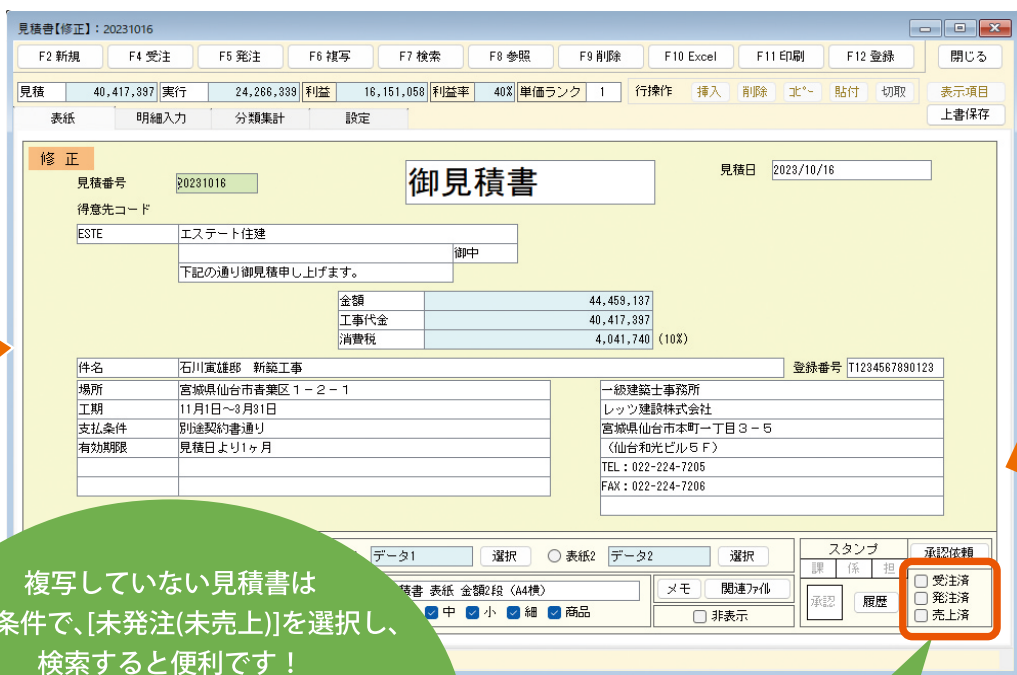 見積書【修正】：20231016
F2 新規 F4 受注 F5 発注 F6 複写 F7 検索 F8 参照 F9 削除 F10 Excel F11 印刷 F12 登録 閉じる
見積 40,417,397 実行 24,266,339 利益 16,151,058 利益率 40% 単価ランク 1 行操作 挿入 削除 コピー 貼付 切取 表示項目
表紙 明細入力 分類集計 設定 上書保存
修 正
見積番号 20231016 御見積書 見積日 2023/10/16
得意先コード
ESTE エステート住建
御中
下記の通り御見積申し上げます。
金額 44,459,137
工事代金 40,417,397
消費税 4,041,740 (10%)
件名 石川寅雄邸 新築工事 登録番号 T1234567890123
場所 宮城県仙台市青葉区１－２－１ 一級建築士事務所
工期 11月1日～3月31日 レッツ建設株式会社
支払条件 別途契約書通り 宮城県仙台市本町一丁目３－５
有効期限 見積日より1ヶ月 （仙台和光ビル５Ｆ）
TEL：022-224-7205
FAX：022-224-7206
データ1 選択 表紙2 データ2 選択 スタンプ 承認依頼
課 係 担
積書 表紙 金額2段（A4横） メモ 関連ファイル 承認 履歴 受注済
中 小 細 商品 非表示 発注済
売上済
複写していない見積書は
条件で、[未発注(未売上)]を選択し、
検索すると便利です！